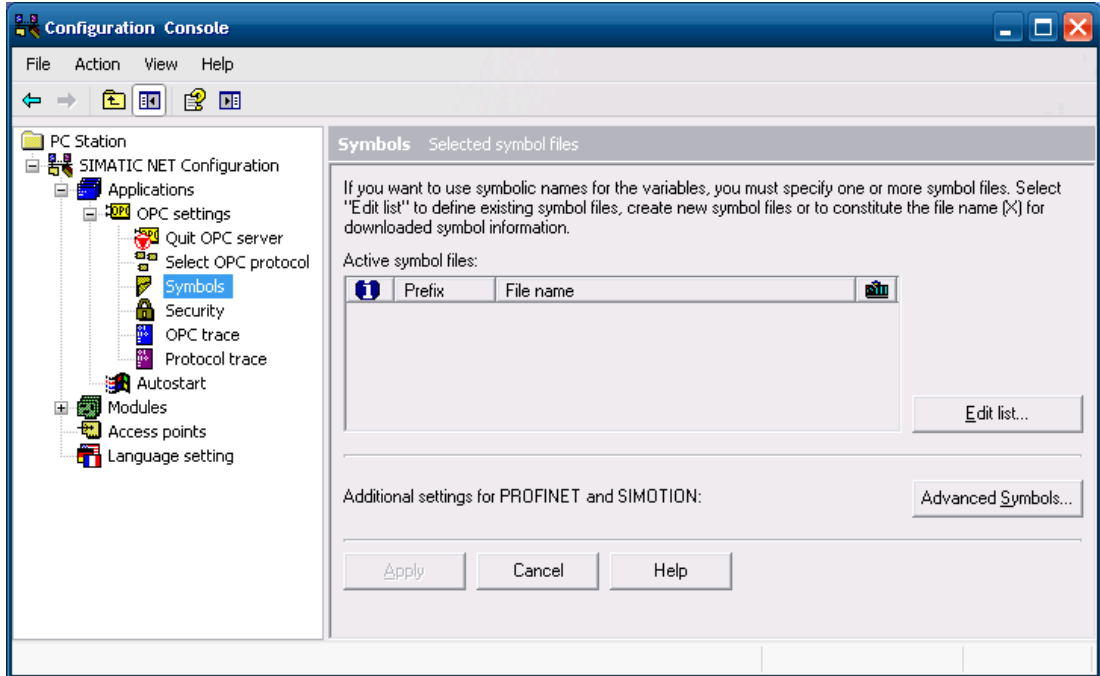 Configuration Console
File Action View Help
PC Station
SIMATIC NET Configuration
Applications
OPC settings
Quit OPC server
Select OPC protocol
Symbols
Security
OPC trace
Protocol trace
Autostart
Modules
Access points
Language setting
Symbols Selected symbol files
If you want to use symbolic names for the variables, you must specify one or more symbol files. Select
"Edit list" to define existing symbol files, create new symbol files or to constitute the file name (X) for
downloaded symbol information.
Active symbol files:
Prefix File name
Edit list...
Additional settings for PROFINET and SIMOTION:
Advanced Symbols...
Apply Cancel Help